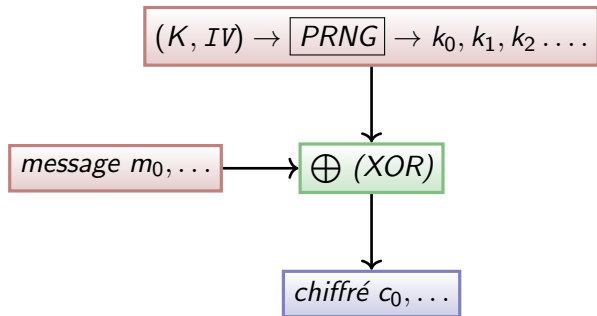 (K, IV) → PRNG → k₀, k₁, k₂ ....
message m₀, ...
⊕ (XOR)
chiffré c₀, ...